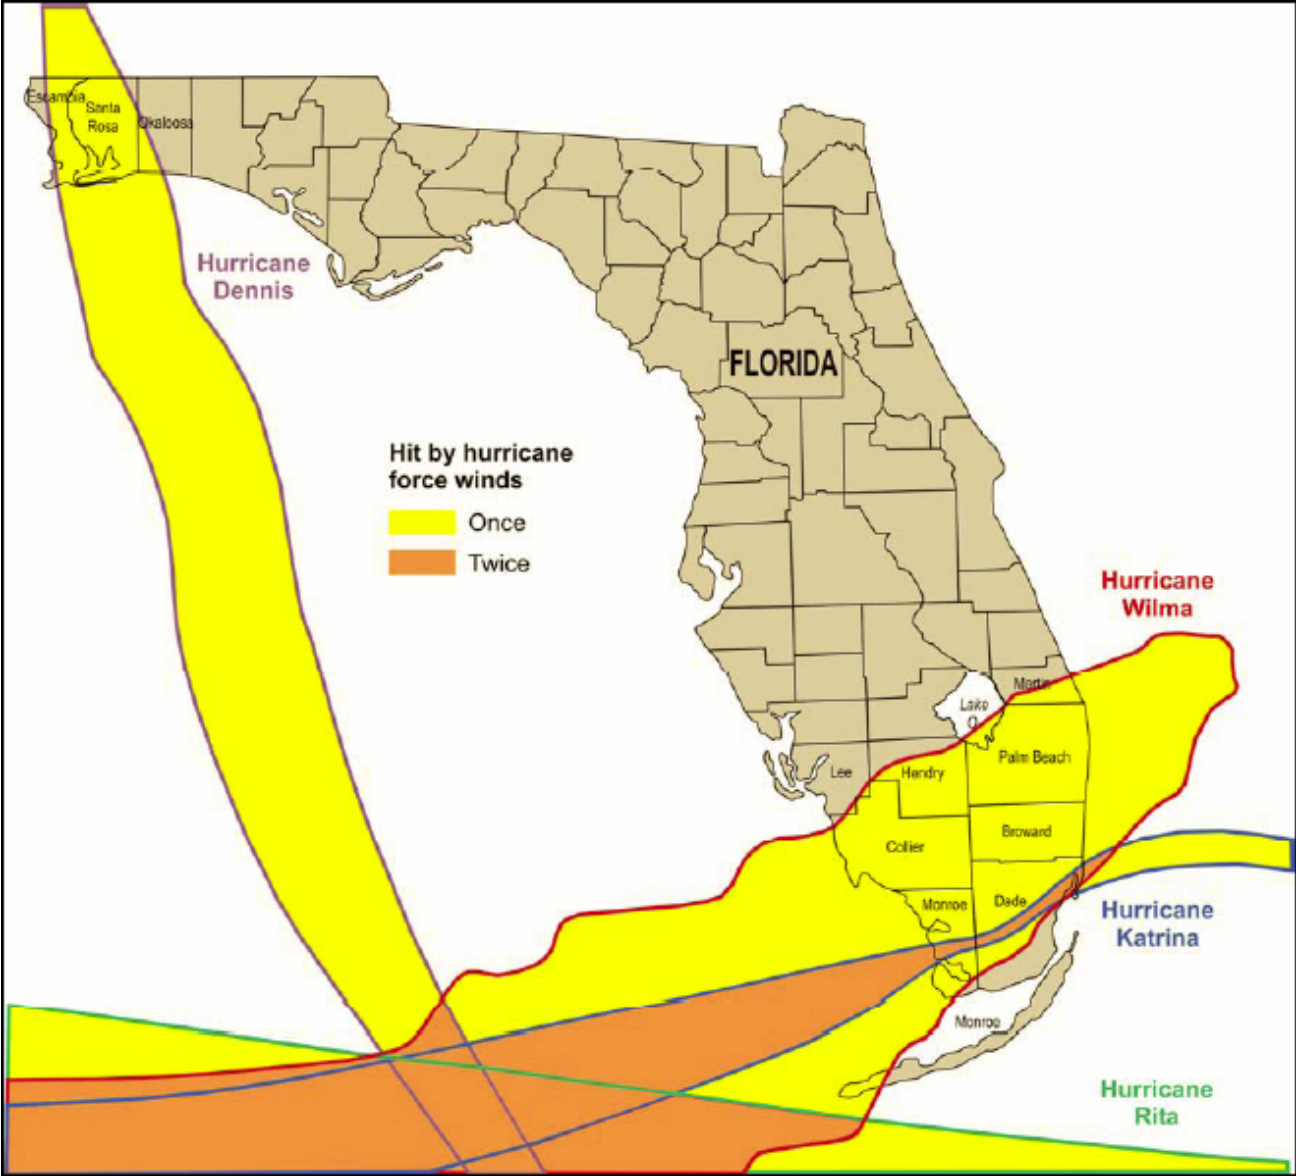 Escambia
Santa
Rosa
Okaloosa
Hurricane
Dennis
FLORIDA
Hit by hurricane
force winds
Once
Twice
Hurricane
Wilma
Martin
Lake
O.
Palm Beach
Lee
Hendry
Broward
Collier
Monroe
Dade
Hurricane
Katrina
Monroe
Hurricane
Rita